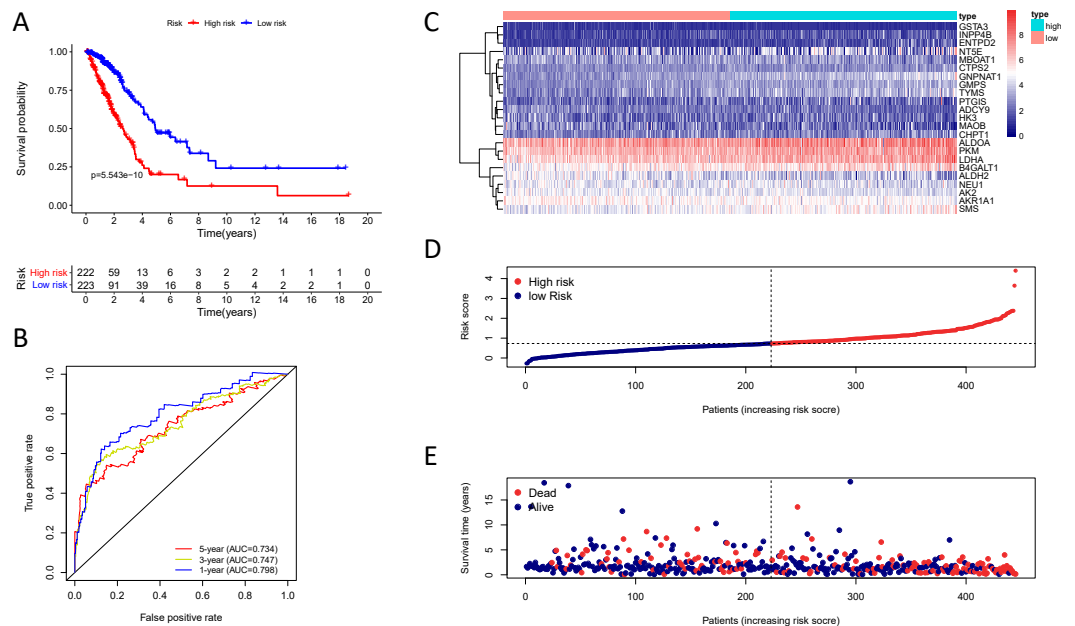 A
Risk High risk Low risk
Survival probability
1.00
0.75
0.50
0.25
0.00
p=5.543e−10
0 2 4 6 8 10 12 14 16 18 20
Time(years)
Risk
High risk 222 59 13 6 3 2 2 1 1 1 0
Low risk 223 91 39 16 8 5 4 2 2 1 0
0 2 4 6 8 10 12 14 16 18 20
Time(years)
B
True positive rate
1.0
0.8
0.6
0.4
0.2
0.0
5-year (AUC=0.734)
3-year (AUC=0.747)
1-year (AUC=0.798)
0.0 0.2 0.4 0.6 0.8 1.0
False positive rate
C
type
GSTA3
INPP4B
ENTPD2
NT5E
MBOAT1
CTPS2
GNPNAT1
GMPS
TYMS
PTGIS
ADCY9
HK3
MAOB
CHPT1
ALDOA
PKM
LDHA
B4GALT1
ALDH2
NEU1
AK2
AKR1A1
SMS
8
6
4
2
0
type
high
low
D
High risk
low Risk
Risk score
4
3
2
1
0
0 100 200 300 400
Patients (increasing risk socre)
E
Dead
Alive
Survival time (years)
15
10
5
0
0 100 200 300 400
Patients (increasing risk socre)